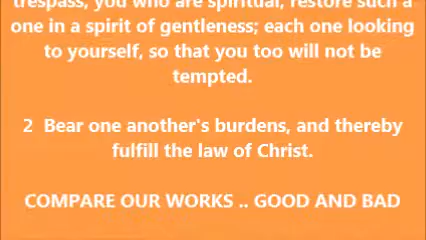 trespass, you who are spiritual, restore such a
one in a spirit of gentleness; each one looking
to yourself, so that you too will not be
tempted.
2 Bear one another's burdens, and thereby
fulfill the law of Christ.
COMPARE OUR WORKS .. GOOD AND BAD